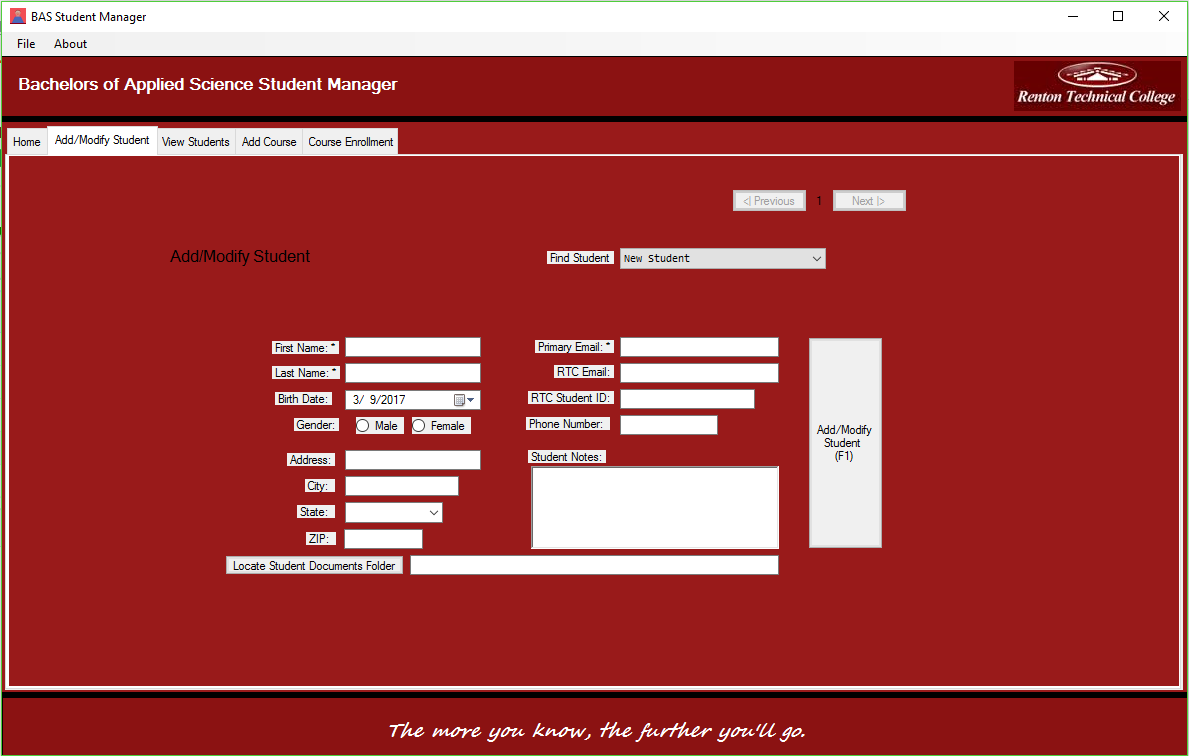 BAS Student Manager
File About
Bachelors of Applied Science Student Manager
Renton Technical College
Home Add/Modify Student View Students Add Course Course Enrollment
<| Previous 1 Next |>
Add/Modify Student
Find Student New Student
First Name: * Primary Email: *
Last Name: * RTC Email:
Birth Date: 3/ 9/2017 RTC Student ID:
Gender: Male Female Phone Number:
Add/Modify
Student
(F1)
Address: Student Notes:
City:
State:
ZIP:
Locate Student Documents Folder
The more you know, the further you'll go.